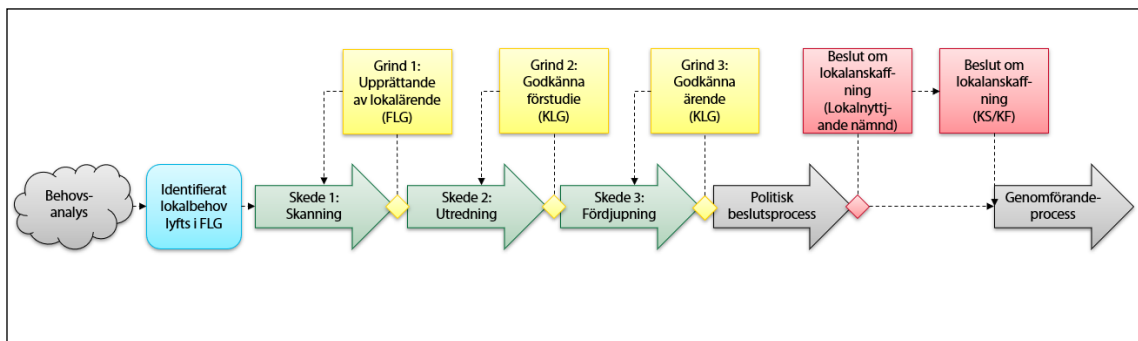 Grind 1:
Upprättande
av lokalärende
(FLG)
Grind 2:
Godkänna
förstudie
(KLG)
Grind 3:
Godkänna
ärende
(KLG)
Beslut om
lokalanskaff-
ning
(Lokalnyttj-
ande nämnd)
Beslut om
lokalanskaff-
ning
(KS/KF)
Behovs-
analys
Identifierat
lokalbehov
lyfts i FLG
Skede 1:
Skanning
Skede 2:
Utredning
Skede 3:
Fördjupning
Politisk
beslutsprocess
Genomförande-
process